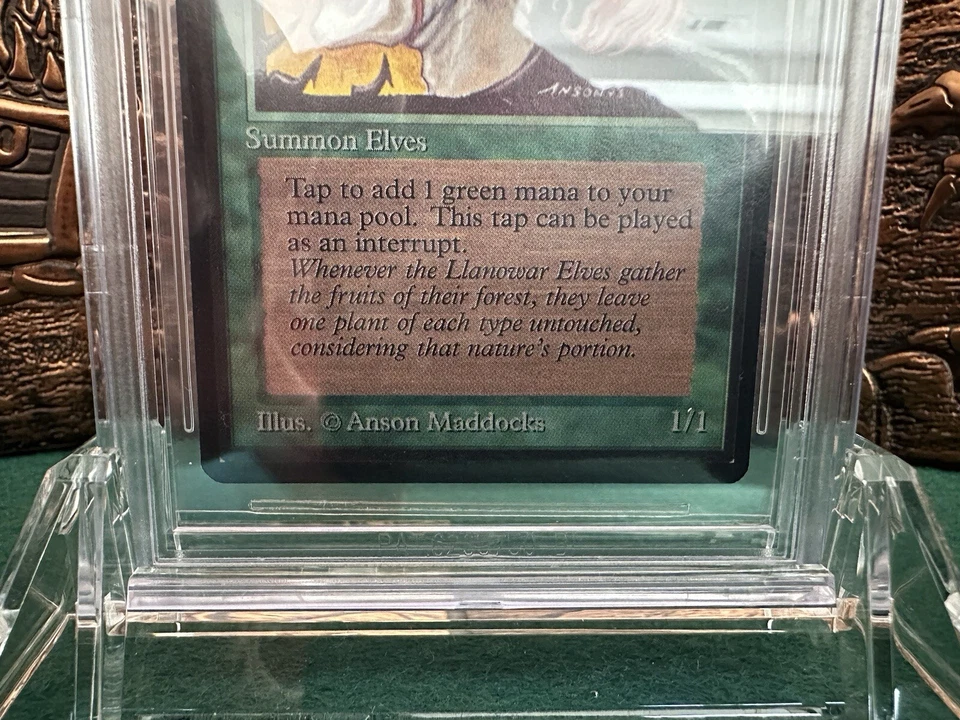 Summon Elves
Tap to add 1 green mana to your
mana pool. This tap can be played
as an interrupt.
Whenever the Llanowar Elves gather
the fruits of their forest, they leave
one plant of each type untouched,
considering that nature's portion.
Illus. © Anson Maddocks
1/1